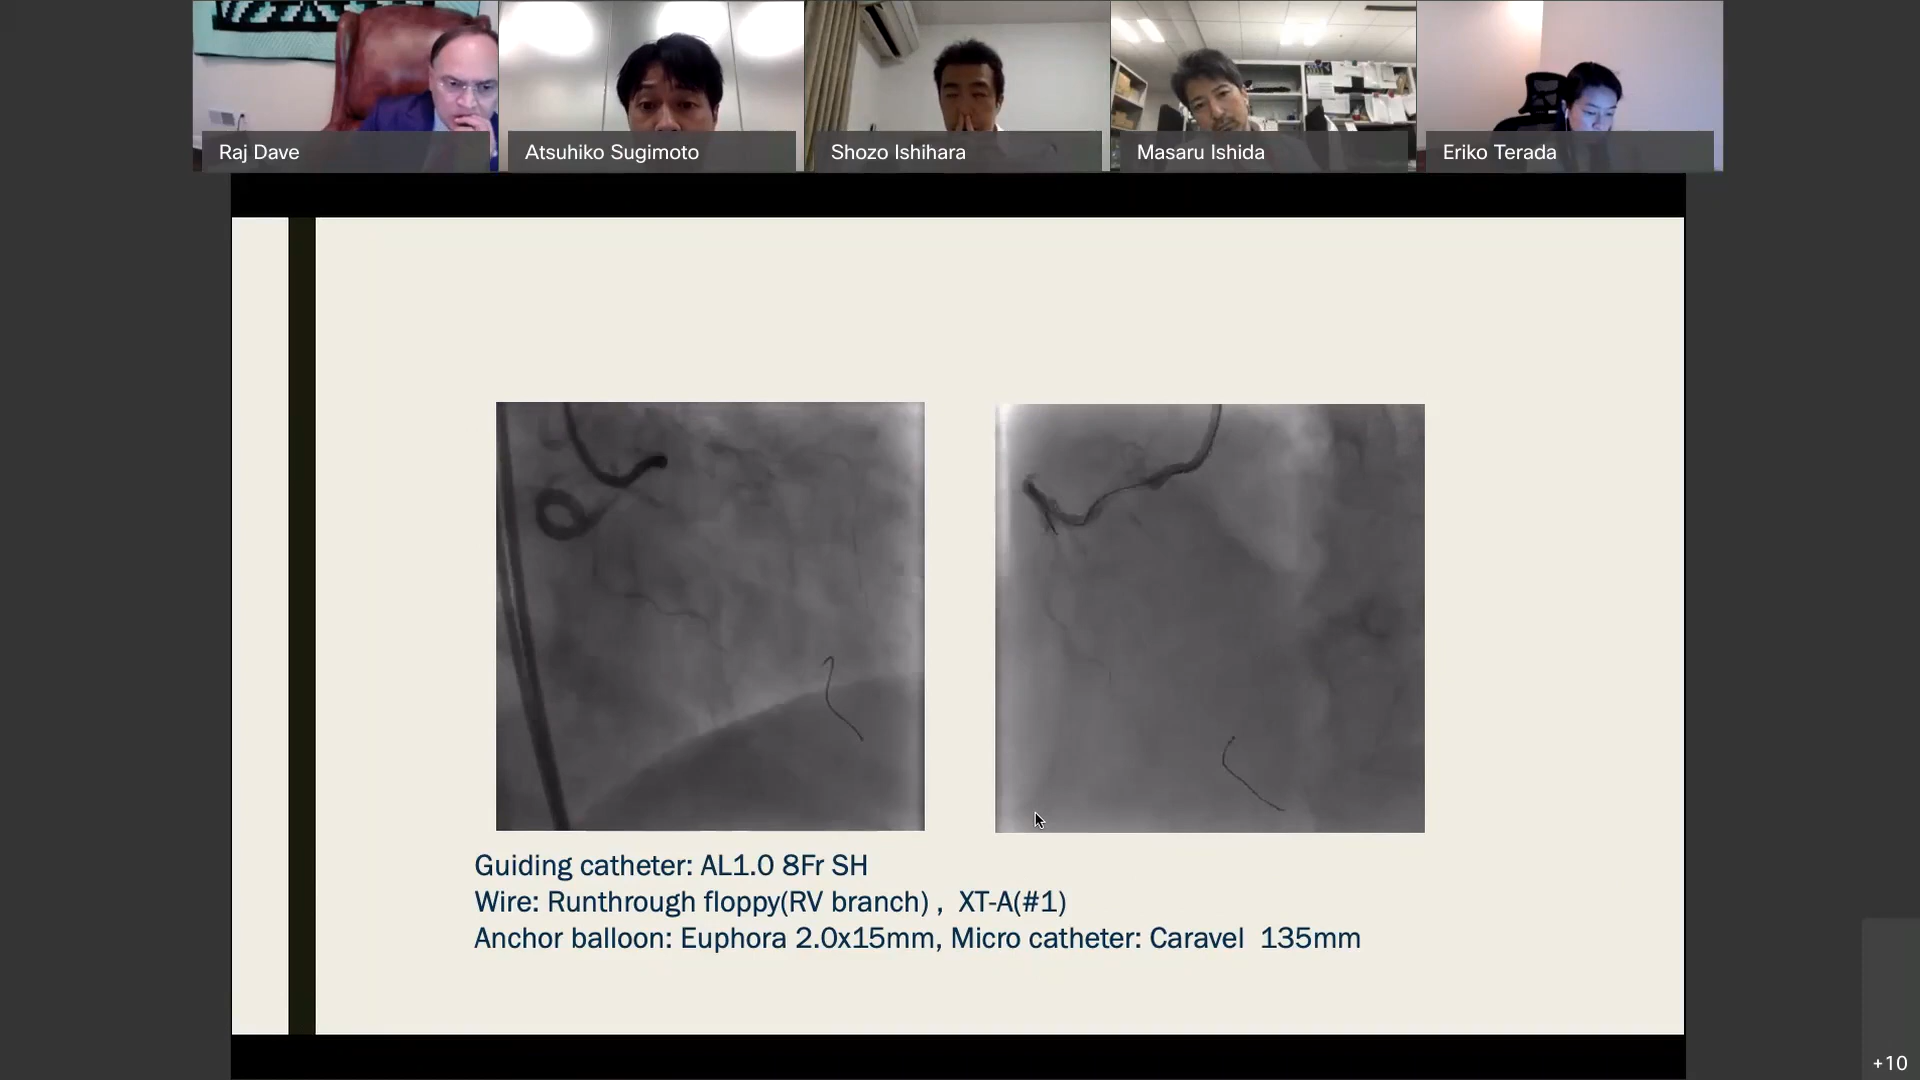 Raj Dave
Atsuhiko Sugimoto
Shozo Ishihara
Masaru Ishida
Eriko Terada
Guiding catheter: AL1.0 8Fr SH
Wire: Runthrough floppy(RV branch) , XT-A(#1)
Anchor balloon: Euphora 2.0x15mm, Micro catheter: Caravel 135mm
+10